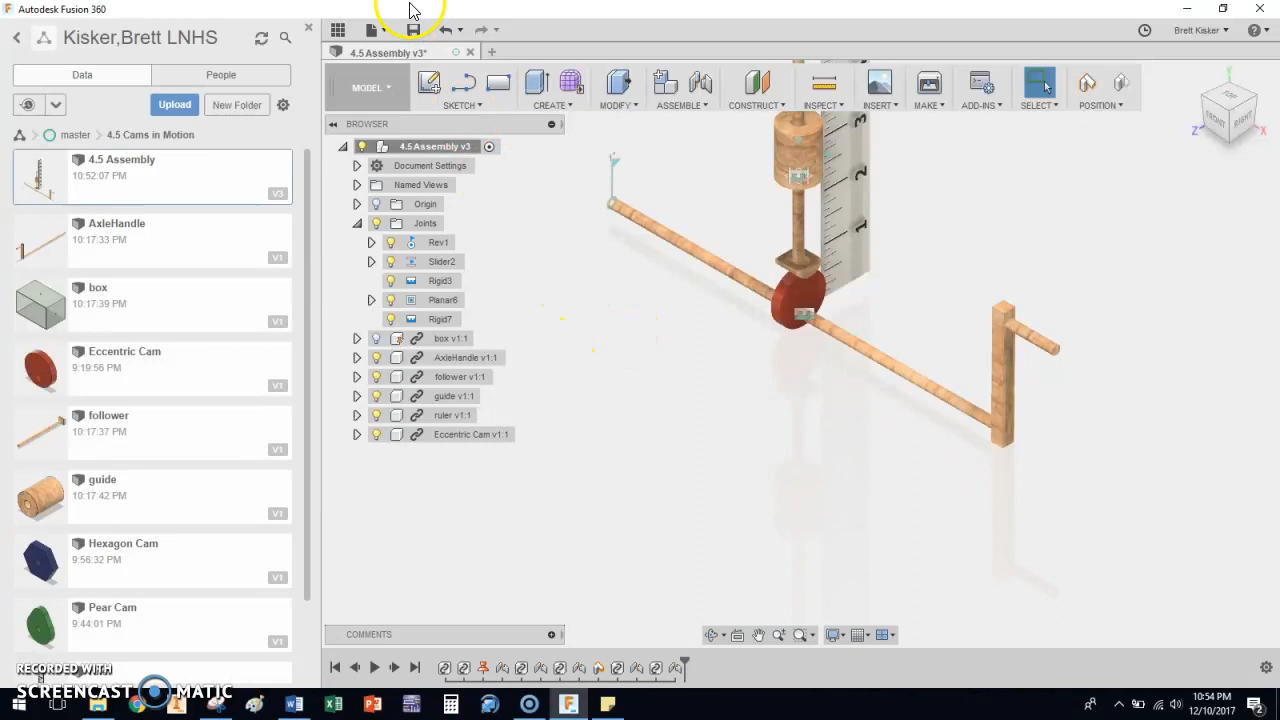 Autodesk Fusion 360
Kisker,Brett LNHS
Data
People
Upload
New Folder
master
4.5 Cams in Motion
4.5 Assembly
10:52:07 PM
V3
AxleHandle
10:17:33 PM
V1
box
10:17:39 PM
V1
Eccentric Cam
9:19:56 PM
V1
follower
10:17:37 PM
V1
guide
10:17:42 PM
V1
Hexagon Cam
9:56:32 PM
V1
Pear Cam
9:44:01 PM
V1
RECORDED WITH
SCREENCAST MATIC
4.5 Assembly v3*
Brett Kisker
MODEL
SKETCH
CREATE
MODIFY
ASSEMBLE
CONSTRUCT
INSPECT
INSERT
MAKE
ADD-INS
SELECT
POSITION
BROWSER
4.5 Assembly v3
Document Settings
Named Views
Origin
Joints
Rev1
Slider2
Rigid3
Planar6
Rigid7
box v1:1
AxleHandle v1:1
follower v1:1
guide v1:1
ruler v1:1
Eccentric Cam v1:1
3
2
1
TOP
FRONT
RIGHT
Z
X
Y
COMMENTS
10:54 PM
12/10/2017